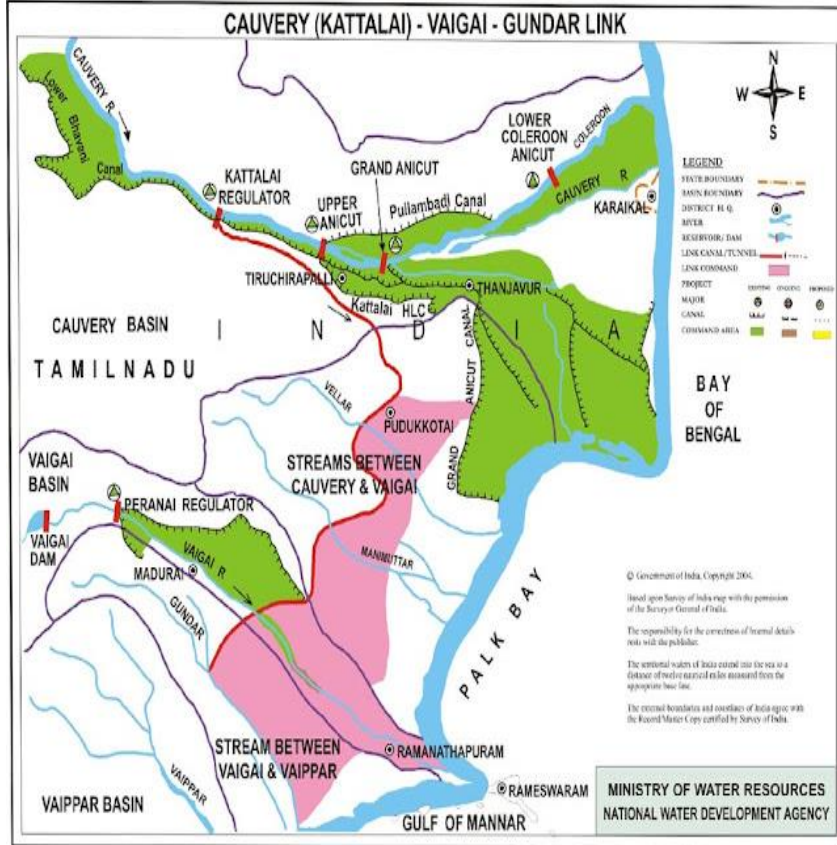 CAUVERY (KATTALAI) - VAIGAI - GUNDAR LINK
CAUVERY R
Lower
Bhavani
Canal
N
W
E
S
KATTALAI
REGULATOR
UPPER
ANICUT
GRAND ANICUT
LOWER
COLEROON
ANICUT
COLEROON
CAUVERY R
Pullambadi Canal
KARAIKAL
TIRUCHIRAPALLI
Kattalai HLC
THANJAVUR
CAUVERY BASIN
I N D I A
TAMILNADU
GRAND ANICUT CANAL
VELLAR
PUDUKKOTAI
STREAMS BETWEEN
CAUVERY & VAIGAI
BAY
OF
BENGAL
VAIGAI
BASIN
PERANAI REGULATOR
VAIGAI
DAM
VAIGAI R
MADURAI
MANIMUTTAR
GUNDAR
PALK BAY
STREAM BETWEEN
VAIGAI & VAIPPAR
RAMANATHAPURAM
VAIPPAR
VAIPPAR BASIN
RAMESWARAM
GULF OF MANNAR
LEGEND
STATE BOUNDARY
BASIN BOUNDARY
DISTRICT H. Q.
RIVER
RESERVOIR/ DAM
LINK CANAL/TUNNEL
LINK COMMAND
PROJECT EXISTING ONGOING PROPOSED
MAJOR
CANAL
COMMAND AREA
© Government of India, Copyright 2004.
Based upon Survey of India map with the permission
of the Surveyor General of India.
The responsibility for the correctness of internal details
rests with the publisher.
The territorial waters of India extend into the sea to a
distance of twelve nautical miles measured from the
appropriate base line.
The external boundaries and coastlines of India agree with
the Record/Master Copy certified by Survey of India.
MINISTRY OF WATER RESOURCES
NATIONAL WATER DEVELOPMENT AGENCY